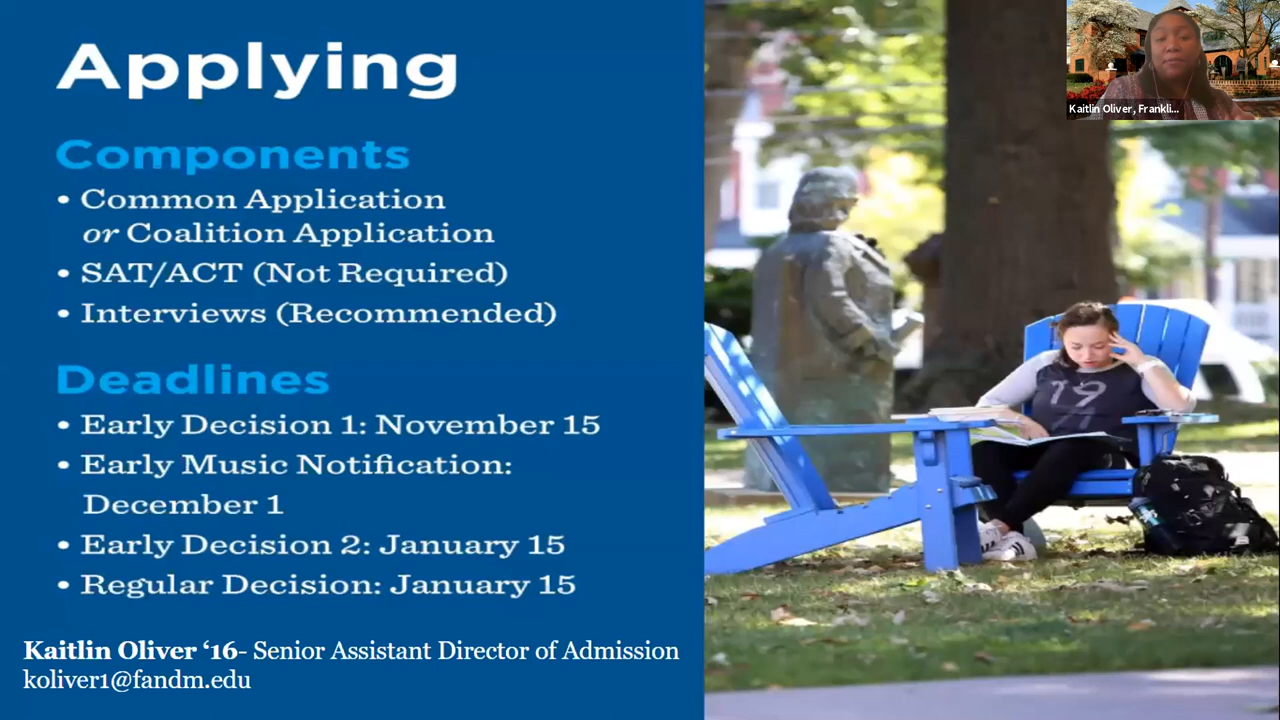 Applying
Components
• Common Application
or Coalition Application
• SAT/ACT (Not Required)
• Interviews (Recommended)
Deadlines
• Early Decision 1: November 15
• Early Music Notification:
December 1
• Early Decision 2: January 15
• Regular Decision: January 15
Kaitlin Oliver ‘16- Senior Assistant Director of Admission
koliver1@fandm.edu
Kaitlin Oliver, Frankli...
19